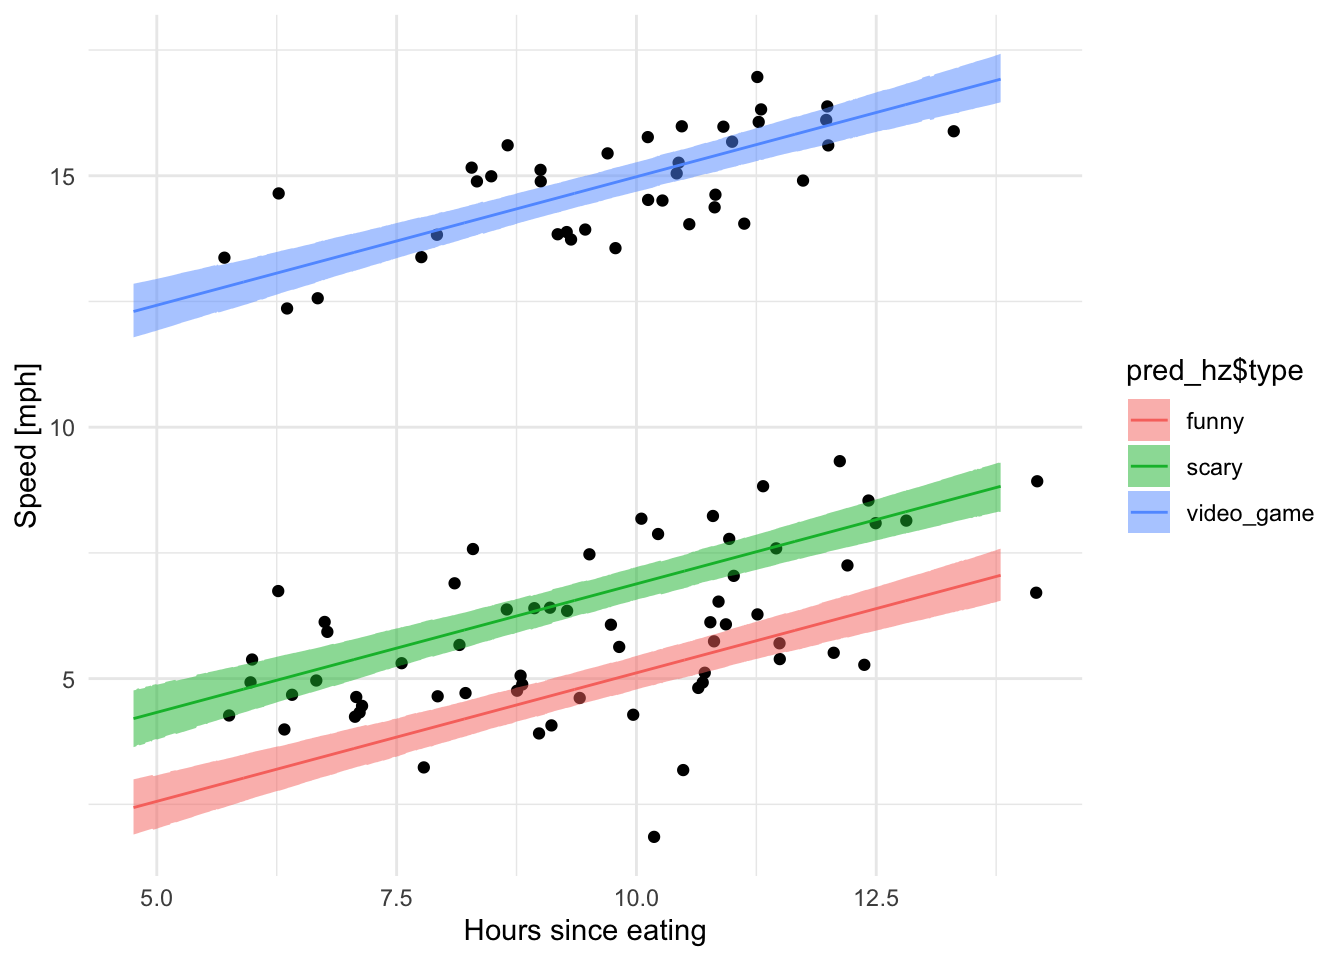 15
10
5
5.0 7.5 10.0 12.5
Hours since eating
Speed [mph]
pred_hz$type
funny
scary
video_game